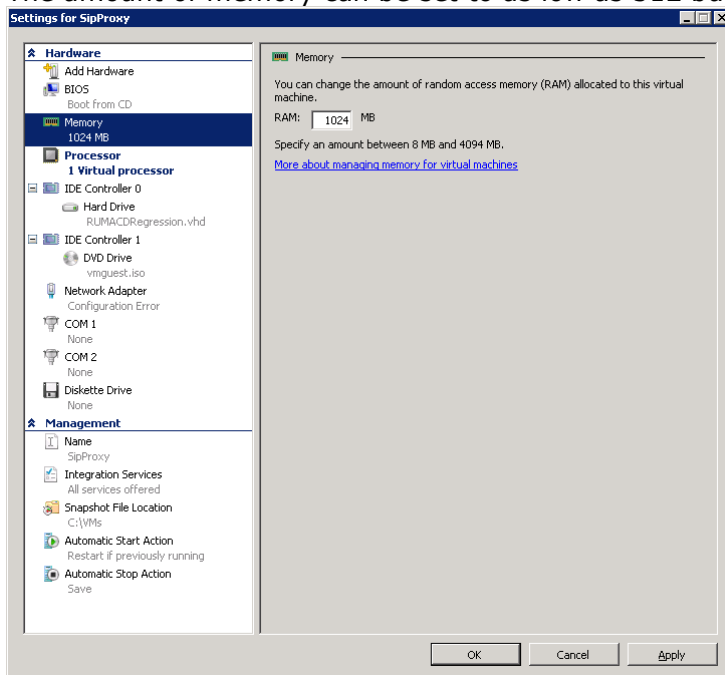 Settings for SipProxy
Hardware
Add Hardware
BIOS
Boot from CD
Memory
1024 MB
Processor
1 Virtual processor
IDE Controller 0
Hard Drive
RUMACDRegression.vhd
IDE Controller 1
DVD Drive
vmguest.iso
Network Adapter
Configuration Error
COM 1
None
COM 2
None
Diskette Drive
None
Management
Name
SipProxy
Integration Services
All services offered
Snapshot File Location
C:\VMs
Automatic Start Action
Restart if previously running
Automatic Stop Action
Save
Memory
You can change the amount of random access memory (RAM) allocated to this virtual
machine.
RAM: 1024 MB
Specify an amount between 8 MB and 4094 MB.
More about managing memory for virtual machines
OK Cancel Apply